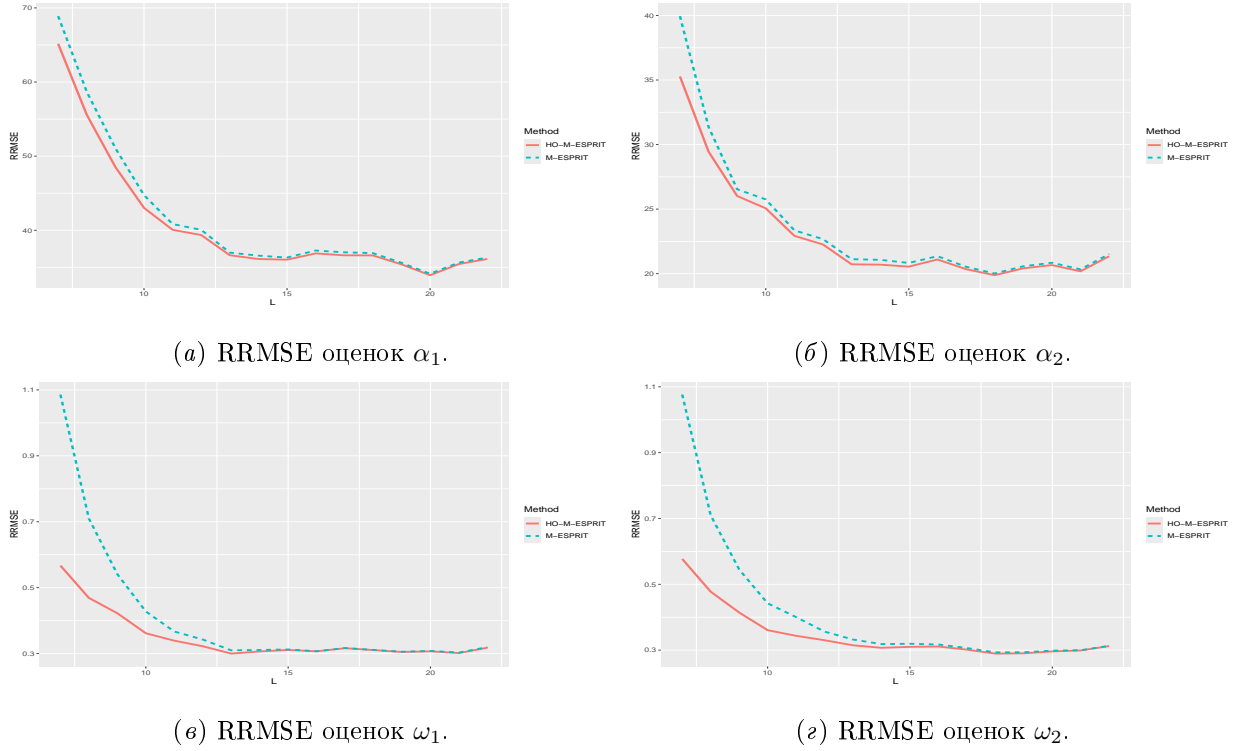 70
60
50
40
10
15
20
RRMSE
L
Method
HO−M−ESPRIT
M−ESPRIT
(а) RRMSE оценок α₁.
40
35
30
25
20
10
15
20
RRMSE
L
Method
HO−M−ESPRIT
M−ESPRIT
(б) RRMSE оценок α₂.
1.1
0.9
0.7
0.5
0.3
10
15
20
RRMSE
L
Method
HO−M−ESPRIT
M−ESPRIT
(в) RRMSE оценок ω₁.
1.1
0.9
0.7
0.5
0.3
10
15
20
RRMSE
L
Method
HO−M−ESPRIT
M−ESPRIT
(г) RRMSE оценок ω₂.